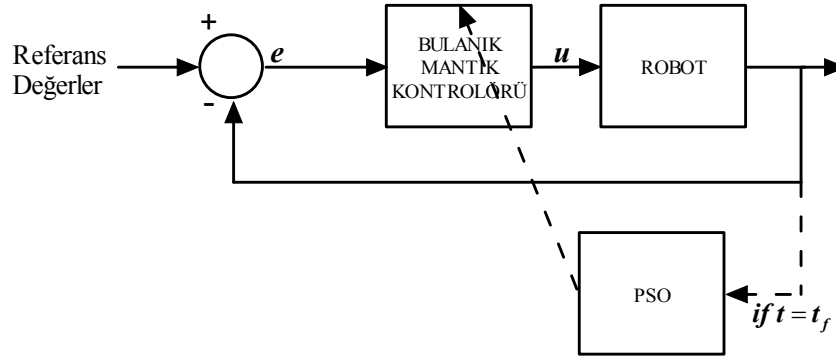 +
Referans
Değerler
e
-
BULANIK
MANTIK
KONTROLÖRÜ
u
ROBOT
PSO
if t = t_f